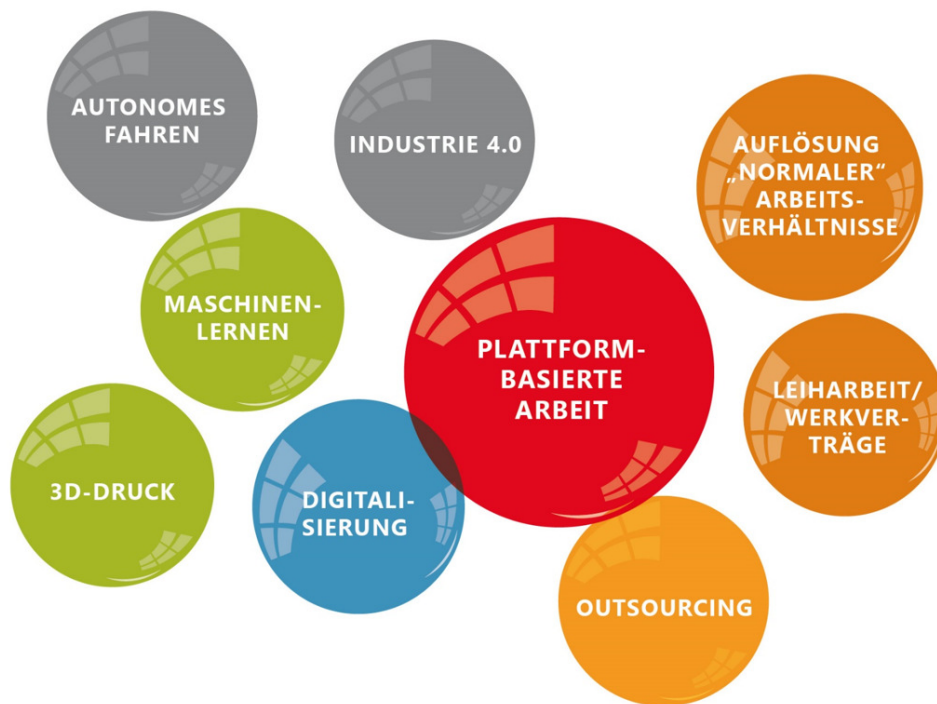 AUTONOMES
FAHREN
INDUSTRIE 4.0
AUFLÖSUNG
„NORMALER“
ARBEITS-
VERHÄLTNISSE
MASCHINEN-
LERNEN
PLATTFORM-
BASIERTE
ARBEIT
LEIHARBEIT/
WERKVER-
TRÄGE
3D-DRUCK
DIGITALI-
SIERUNG
OUTSOURCING